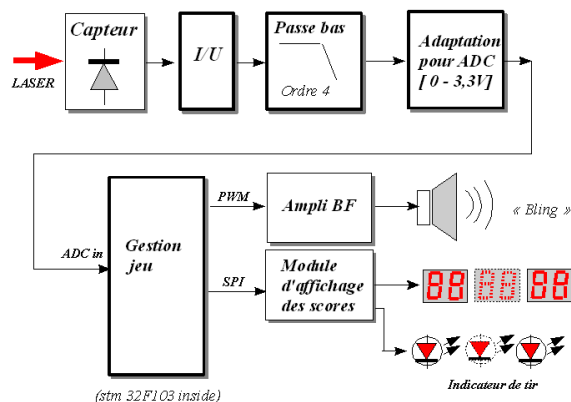 Capteur
LASER
I/U
Passe bas
Ordre 4
Adaptation
pour ADC
[ 0 - 3,3V]
ADC in
Gestion
jeu
PWM
Ampli BF
« Bling »
SPI
Module
d'affichage
des scores
88
88
88
Indicateur de tir
(stm 32F103 inside)